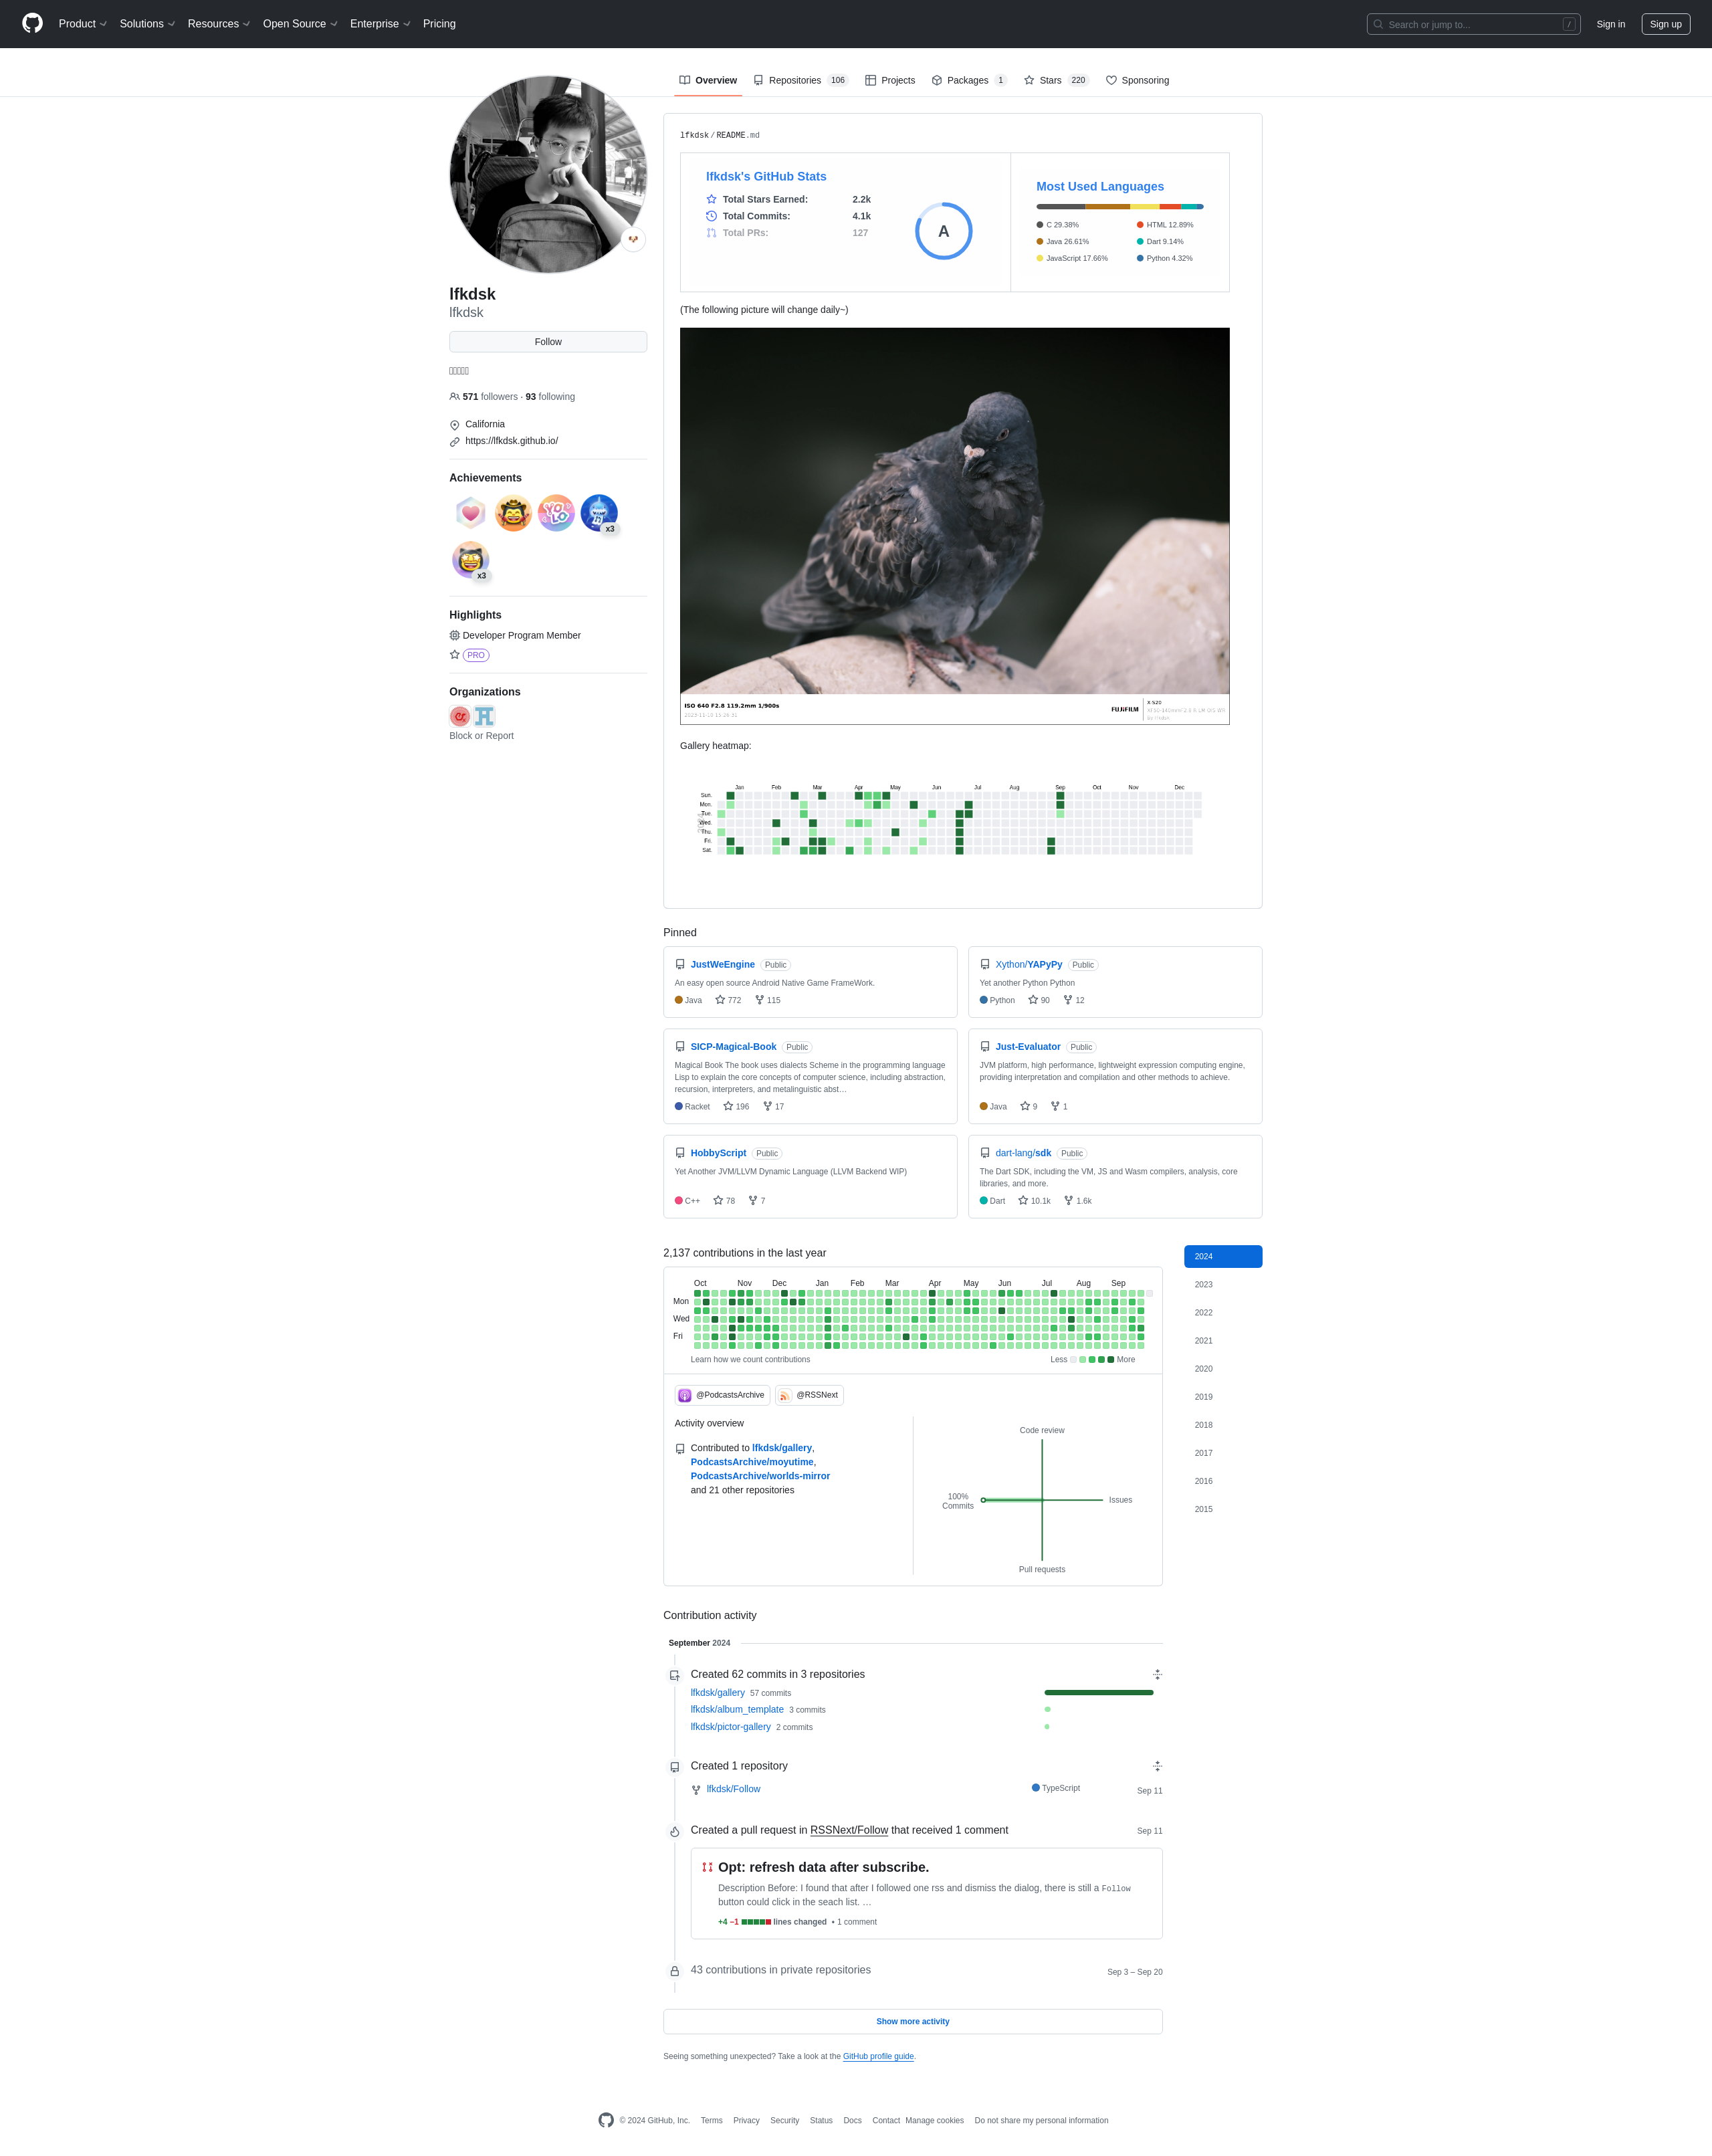 Product Solutions Resources Open Source Enterprise Pricing Search or jump to... / Sign in Sign up
Overview Repositories 106 Projects Packages 1 Stars 220 Sponsoring
lfkdsk
lfkdsk
Follow
571 followers · 93 following
California
https://lfkdsk.github.io/
Achievements
YOLO
x3
x3
Highlights
Developer Program Member
PRO
Organizations
Block or Report
lfkdsk/README.md
lfkdsk's GitHub Stats
Total Stars Earned: 2.2k
Total Commits: 4.1k
Total PRs: 127
A
Most Used Languages
C 29.38% HTML 12.89%
Java 26.61% Dart 9.14%
JavaScript 17.66% Python 4.32%
(The following picture will change daily~)
ISO 640 F2.8 119.2mm 1/900s
FUJIFILM
Gallery heatmap:
Jan Feb Mar Apr May Jun Jul Aug Sep Oct Nov Dec
Sun.
Mon.
Tue.
Wed.
Thu.
Fri.
Sat.
Pinned
JustWeEngine Public
An easy open source Android Native Game FrameWork.
Java 772 115
Xython/YAPyPy Public
Yet another Python Python
Python 90 12
SICP-Magical-Book Public
Magical Book The book uses dialects Scheme in the programming language
Lisp to explain the core concepts of computer science, including abstraction,
recursion, interpreters, and metalinguistic abst…
Racket 196 17
Just-Evaluator Public
JVM platform, high performance, lightweight expression computing engine,
providing interpretation and compilation and other methods to achieve.
Java 9 1
HobbyScript Public
Yet Another JVM/LLVM Dynamic Language (LLVM Backend WIP)
C++ 78 7
dart-lang/sdk Public
The Dart SDK, including the VM, JS and Wasm compilers, analysis, core
libraries, and more.
Dart 10.1k 1.6k
2,137 contributions in the last year
Oct Nov Dec Jan Feb Mar Apr May Jun Jul Aug Sep
Mon
Wed
Fri
Learn how we count contributions Less More
@PodcastsArchive @RSSNext
Activity overview
Contributed to lfkdsk/gallery,
PodcastsArchive/moyutime,
PodcastsArchive/worlds-mirror
and 21 other repositories
Code review
100%
Commits
Issues
Pull requests
2024
2023
2022
2021
2020
2019
2018
2017
2016
2015
Contribution activity
September 2024
Created 62 commits in 3 repositories
lfkdsk/gallery 57 commits
lfkdsk/album_template 3 commits
lfkdsk/pictor-gallery 2 commits
Created 1 repository
lfkdsk/Follow TypeScript Sep 11
Created a pull request in RSSNext/Follow that received 1 comment Sep 11
Opt: refresh data after subscribe.
Description Before: I found that after I followed one rss and dismiss the dialog, there is still a Follow
button could click in the seach list. …
+4 −1 lines changed • 1 comment
43 contributions in private repositories Sep 3 – Sep 20
Show more activity
Seeing something unexpected? Take a look at the GitHub profile guide.
© 2024 GitHub, Inc. Terms Privacy Security Status Docs Contact Manage cookies Do not share my personal information